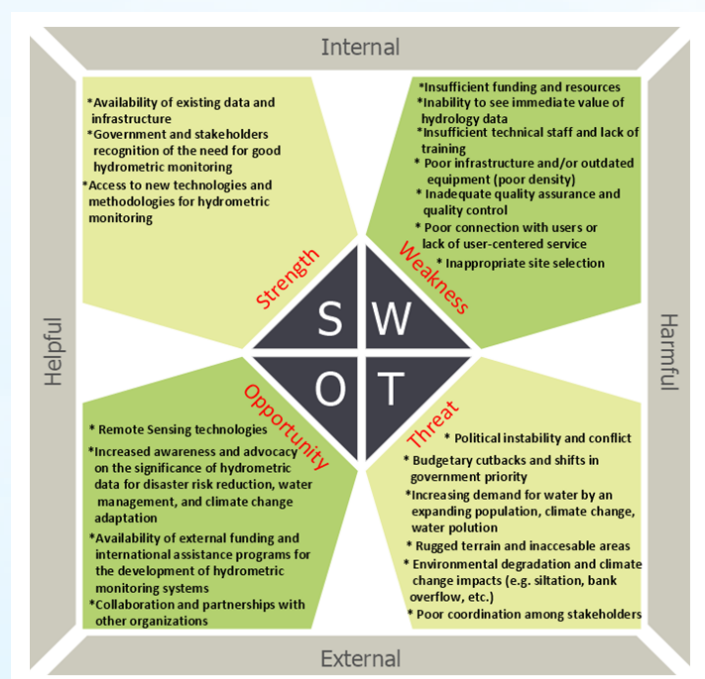 Internal
*Availability of existing data and
infrastructure
*Government and stakeholders
recognition of the need for good
hydrometric monitoring
*Access to new technologies and
methodologies for hydrometric
monitoring
Strength
*Insufficient funding and resources
*Inability to see immediate value of
hydrology data
*Insufficient technical staff and lack of
training
* Poor infrastructure and/or outdated
equipment (poor density)
* Inadequate quality assurance and
quality control
* Poor connection with users or
lack of user-centered service
* Inappropriate site selection
Weakness
Helpful
S W
O T
Harmful
Opportunity
* Remote Sensing technologies
*Increased awareness and advocacy
on the significance of hydrometric
data for disaster risk reduction, water
management, and climate change
adaptation
*Availability of external funding and
international assistance programs for
the development of hydrometric
monitoring systems
*Collaboration and partnerships with
other organizations
Threat
* Political instability and conflict
* Budgetary cutbacks and shifts in
government priority
*Increasing demand for water by an
expanding population, climate change,
water polution
* Rugged terrain and inaccesable areas
* Environmental degradation and climate
change impacts (e.g. siltation, bank
overflow, etc.)
* Poor coordination among stakeholders
External